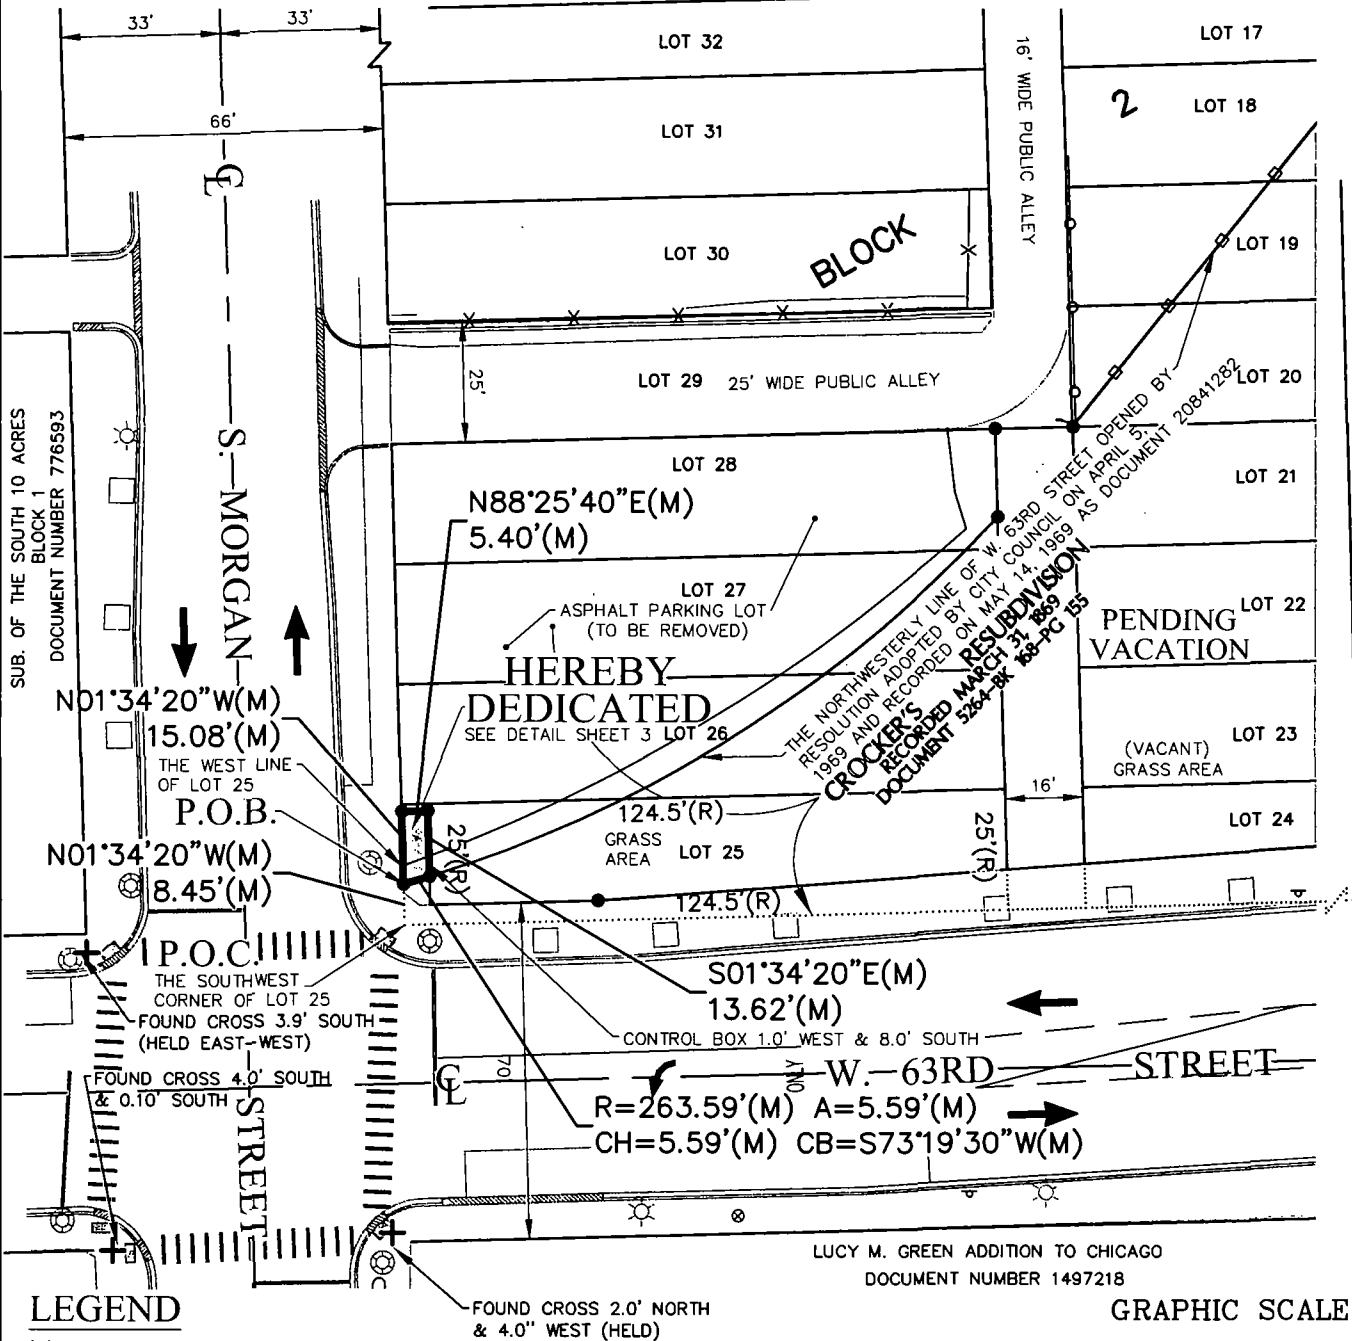 33'
33'
66'
CL
LOT 32
LOT 31
LOT 30
BLOCK
2
16' WIDE PUBLIC ALLEY
LOT 17
LOT 18
LOT 19
LOT 20
LOT 21
LOT 22
LOT 23
LOT 24
25'
LOT 29
25' WIDE PUBLIC ALLEY
LOT 28
SUB. OF THE SOUTH 10 ACRES
BLOCK 1
DOCUMENT NUMBER 776593
S. MORGAN
N88°25'40"E(M)
5.40'(M)
LOT 27
ASPHALT PARKING LOT
(TO BE REMOVED)
HEREBY
DEDICATED
SEE DETAIL SHEET 3
LOT 26
THE NORTHWESTERLY LINE OF W. 63RD STREET OPENED BY
RESOLUTION ADOPTED BY CITY COUNCIL ON APRIL 5,
1969 AND RECORDED ON MAY 14, 1969 AS DOCUMENT 20841282
CROCKER'S RESUBDIVISION
RECORDED MARCH 31, 1869
DOCUMENT 5264-BK 168-PG 155
PENDING
VACATION
(VACANT)
GRASS AREA
16'
N01°34'20"W(M)
15.08'(M)
THE WEST LINE
OF LOT 25
P.O.B.
N01°34'20"W(M)
8.45'(M)
25'(R)
124.5'(R)
GRASS
AREA
LOT 25
25'(R)
124.5'(R)
P.O.C.
THE SOUTHWEST
CORNER OF LOT 25
FOUND CROSS 3.9' SOUTH
(HELD EAST-WEST)
S01°34'20"E(M)
13.62'(M)
CONTROL BOX 1.0' WEST & 8.0' SOUTH
FOUND CROSS 4.0' SOUTH
& 0.10' SOUTH
STREET
CL
70'
ONLY
W. 63RD STREET
R=263.59'(M) A=5.59'(M)
CH=5.59'(M) CB=S73°19'30"W(M)
LUCY M. GREEN ADDITION TO CHICAGO
DOCUMENT NUMBER 1497218
LEGEND
FOUND CROSS 2.0' NORTH
& 4.0" WEST (HELD)
GRAPHIC SCALE